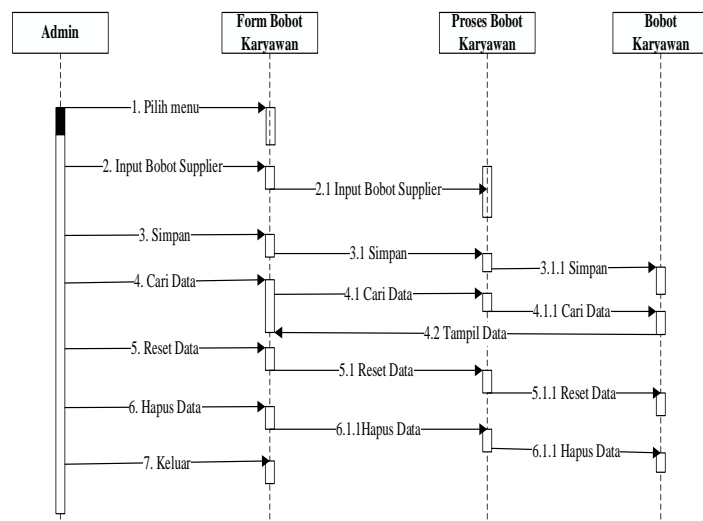 Admin
Form Bobot
Karyawan
Proses Bobot
Karyawan
Bobot
Karyawan
1. Pilih menu
2. Input Bobot Supplier
2.1 Input Bobot Supplier
3. Simpan
3.1 Simpan
3.1.1 Simpan
4. Cari Data
4.1 Cari Data
4.1.1 Cari Data
4.2 Tampil Data
5. Reset Data
5.1 Reset Data
5.1.1 Reset Data
6. Hapus Data
6.1.1Hapus Data
6.1.1 Hapus Data
7. Keluar